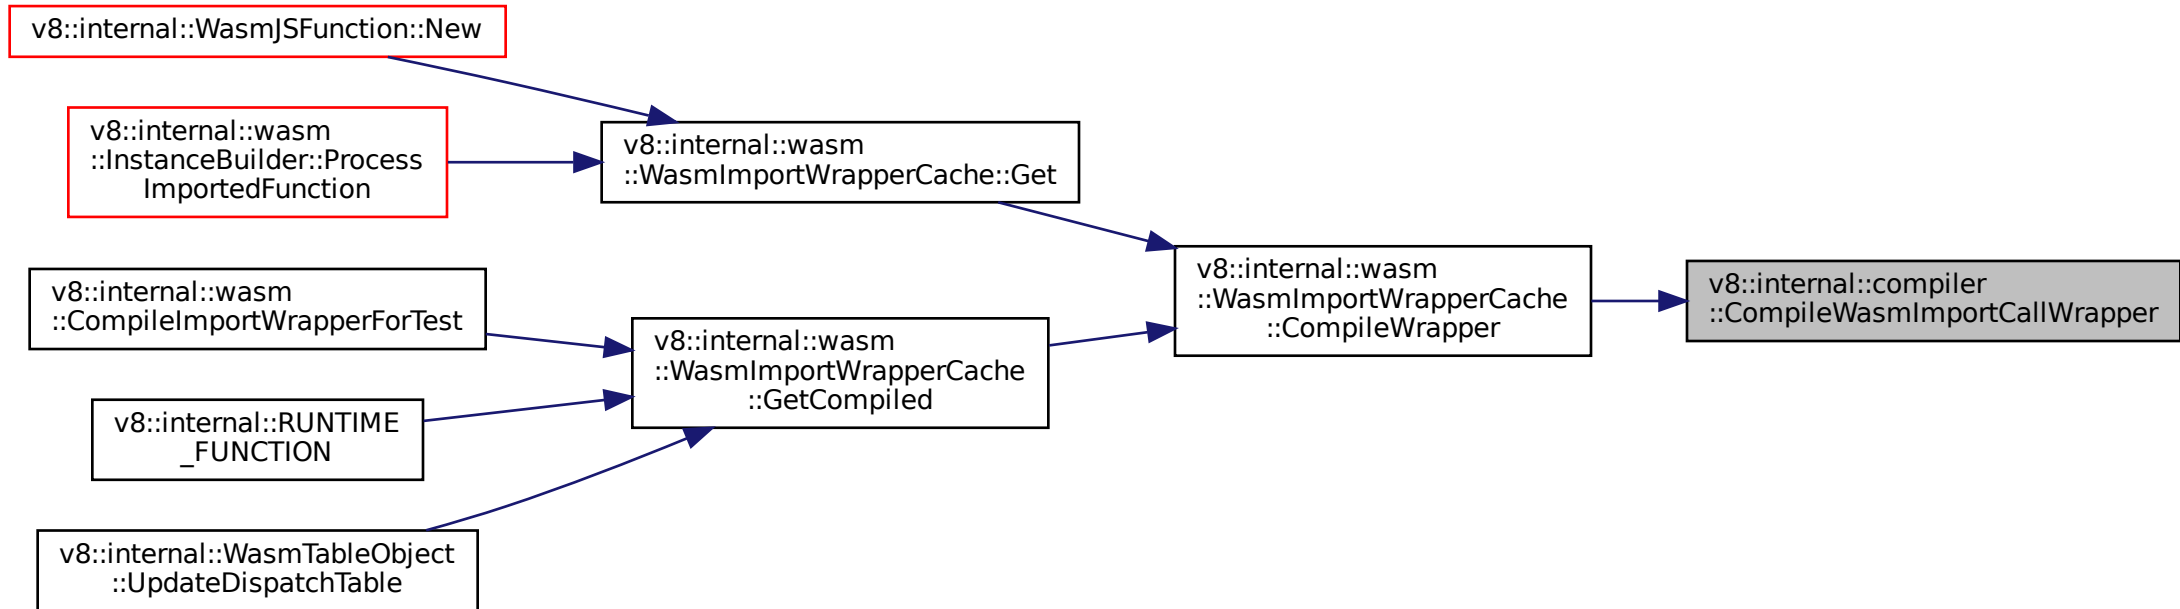 v8::internal::WasmJSFunction::New
v8::internal::wasm
::InstanceBuilder::Process
ImportedFunction
v8::internal::wasm
::CompileImportWrapperForTest
v8::internal::RUNTIME
_FUNCTION
v8::internal::WasmTableObject
::UpdateDispatchTable
v8::internal::wasm
::WasmImportWrapperCache::Get
v8::internal::wasm
::WasmImportWrapperCache
::GetCompiled
v8::internal::wasm
::WasmImportWrapperCache
::CompileWrapper
v8::internal::compiler
::CompileWasmImportCallWrapper